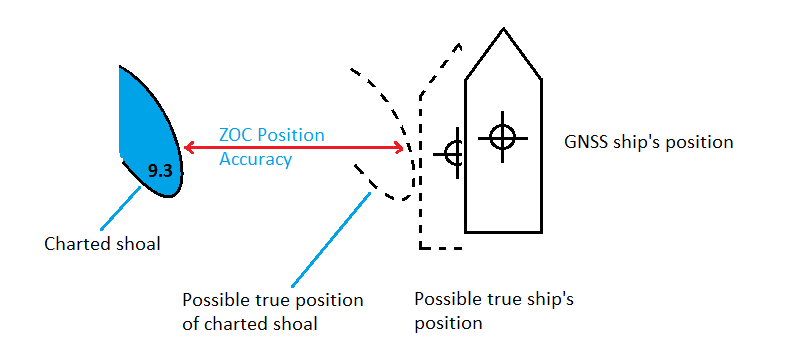 ZOC Position
Accuracy
GNSS ship's position
9.3
Charted shoal
Possible true position
of charted shoal
Possible true ship's
position